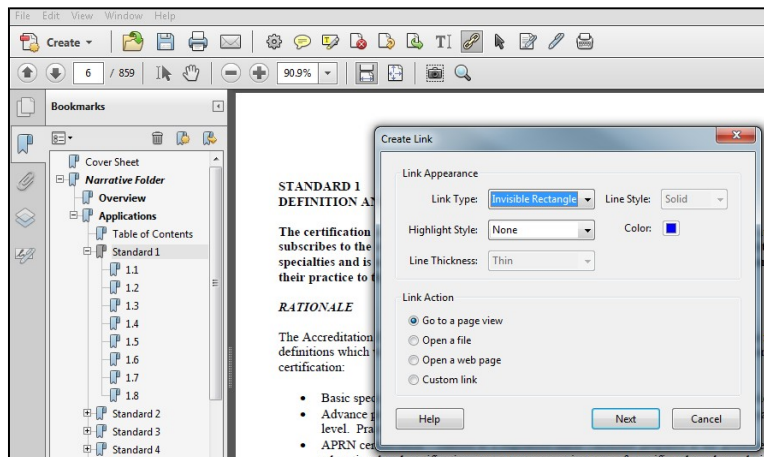 File Edit View Window Help
Create
6 / 859 90.9%
Bookmarks
Cover Sheet
Narrative Folder
Overview
Applications
Table of Contents
Standard 1
1.1
1.2
1.3
1.4
1.5
1.6
1.7
1.8
Standard 2
Standard 3
Standard 4
STANDARD 1
DEFINITION AN
The certification
subscribes to the
specialties and is
their practice to t
RATIONALE
The Accreditation
definitions which
certification:
• Basic spec
• Advance p
level. Pra
• APRN cer
Create Link
Link Appearance
Link Type: Invisible Rectangle Line Style: Solid
Highlight Style: None Color:
Line Thickness: Thin
Link Action
Go to a page view
Open a file
Open a web page
Custom link
Help Next Cancel